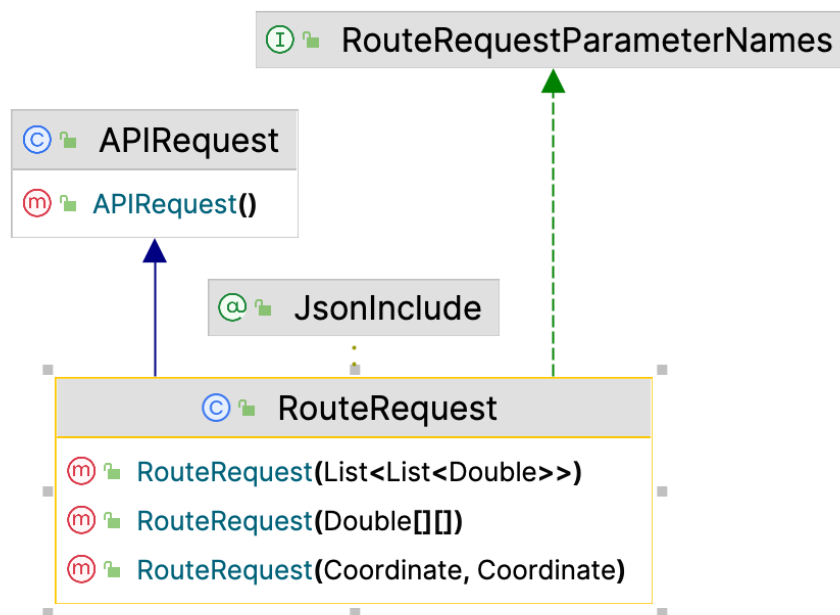 I RouteRequestParameterNames
C APIRequest
m APIRequest()
@ JsonInclude
C RouteRequest
m RouteRequest(List<List<Double>>)
m RouteRequest(Double[][])
m RouteRequest(Coordinate, Coordinate)